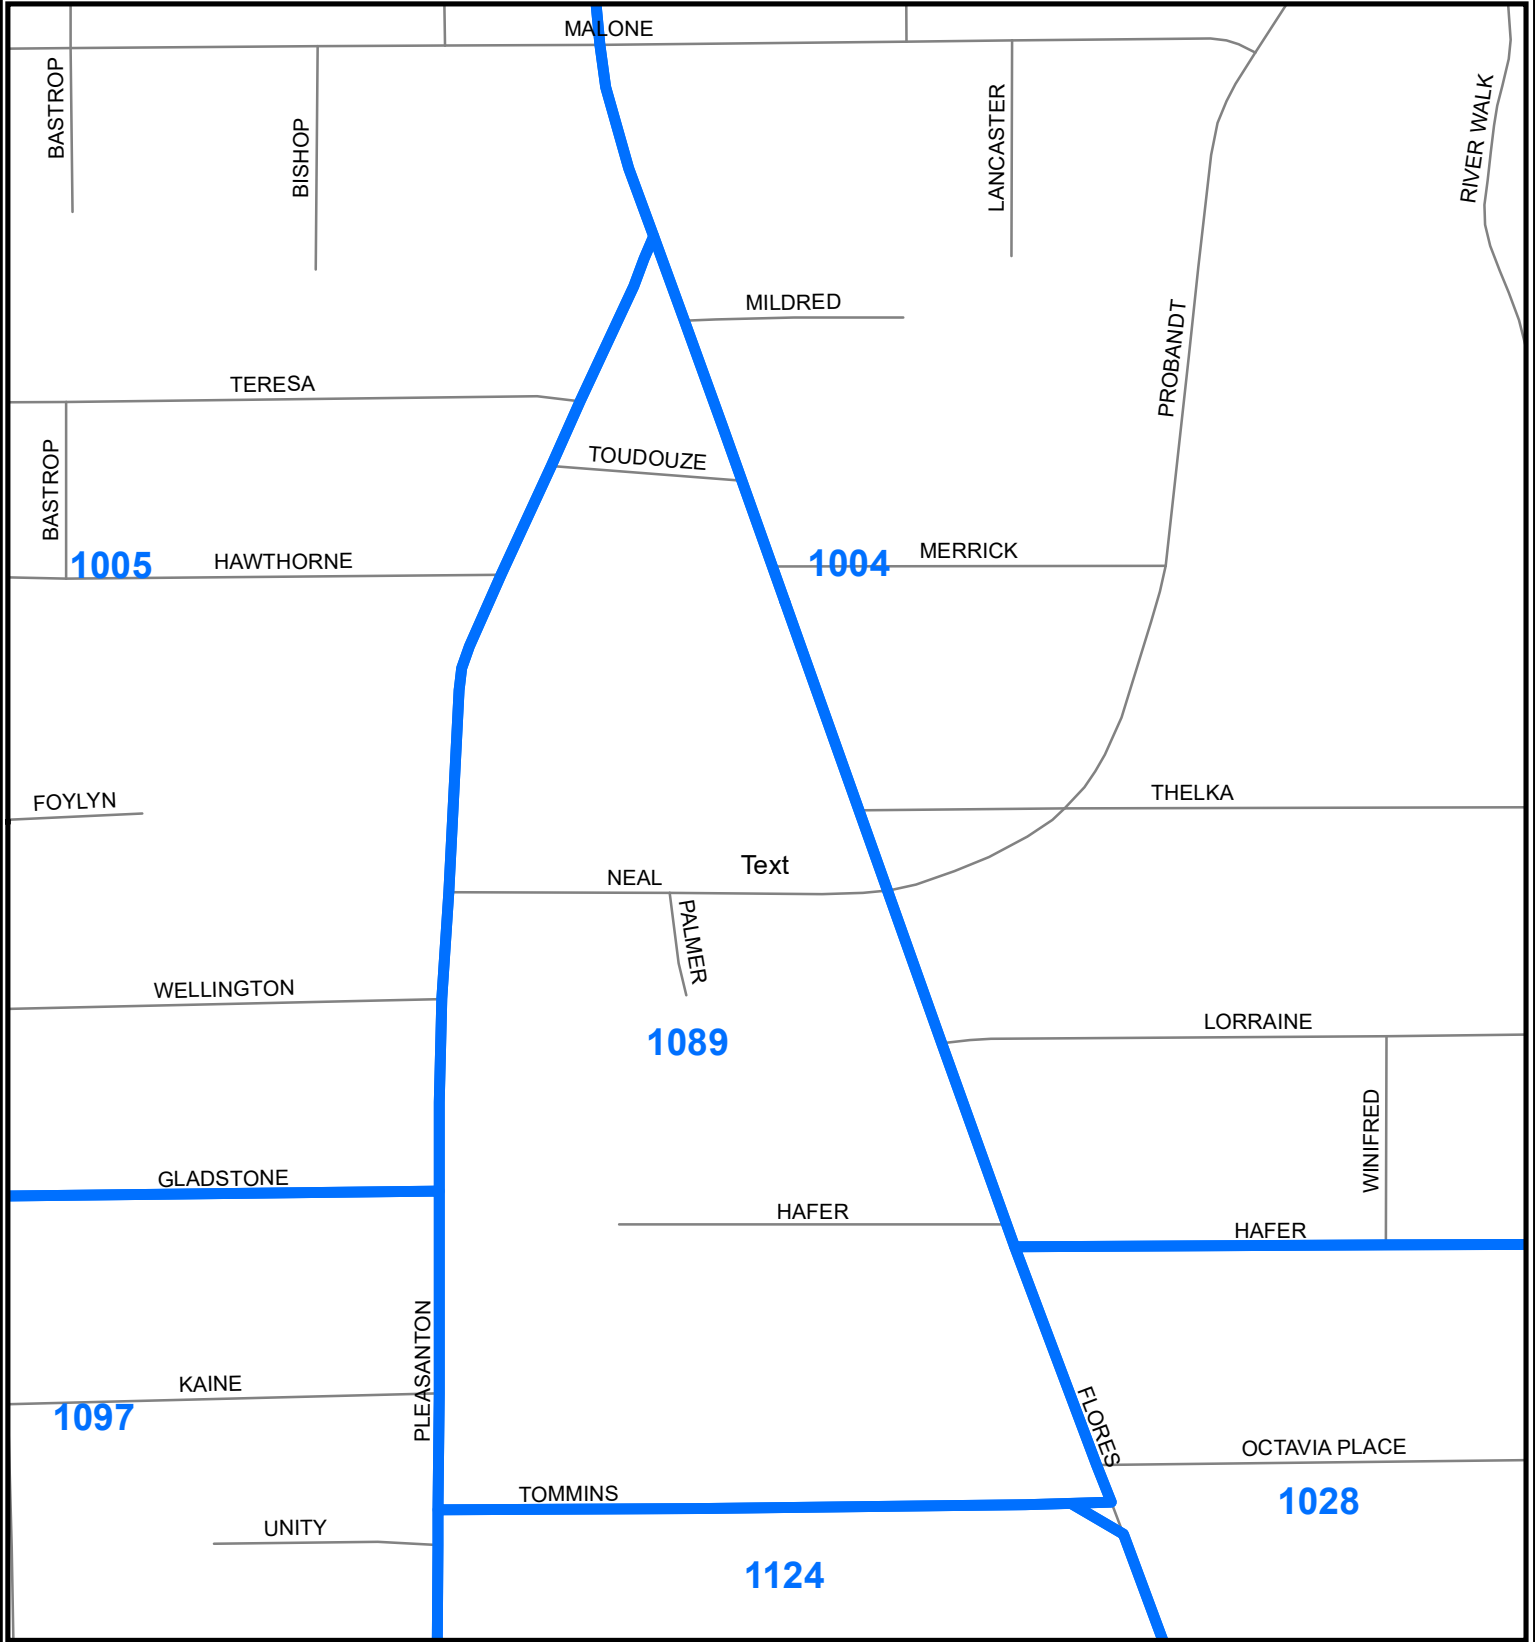 MALONE
BASTROP
BISHOP
LANCASTER
RIVER WALK
MILDRED
PROBANDT
TERESA
TOUDOUZE
BASTROP
1005
HAWTHORNE
1004
MERRICK
FOYLYN
THELKA
Text
NEAL
PALMER
WELLINGTON
1089
LORRAINE
WINIFRED
GLADSTONE
HAFER
HAFER
PLEASANTON
KAINE
1097
FLORES
OCTAVIA PLACE
TOMMINS
1028
UNITY
1124